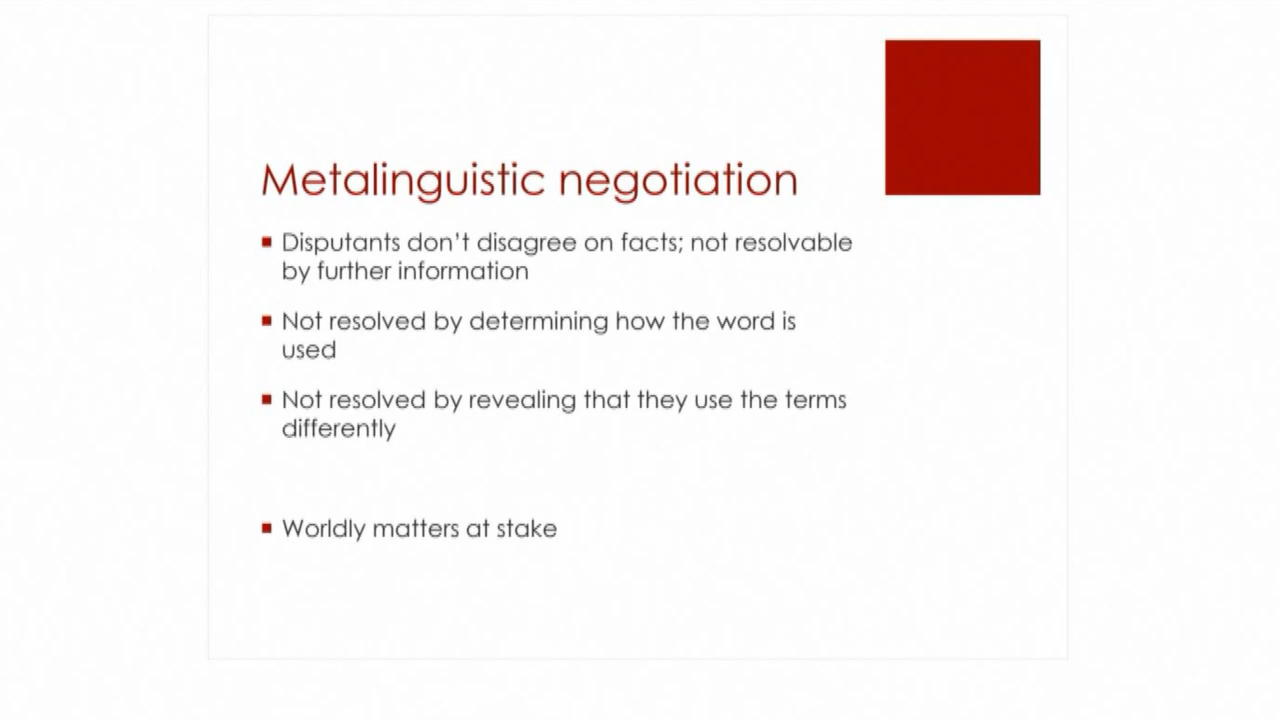 Metalinguistic negotiation
Disputants don't disagree on facts; not resolvable
by further information
Not resolved by determining how the word is
used
Not resolved by revealing that they use the terms
differently
Worldly matters at stake